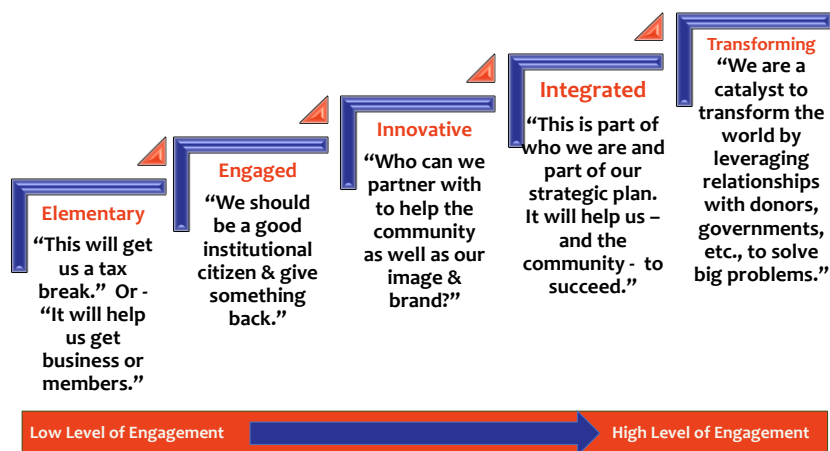 Elementary
“This will get
us a tax
break.” Or -
“It will help
us get
business or
members.”
Engaged
“We should
be a good
institutional
citizen & give
something
back.”
Innovative
“Who can we
partner with
to help the
community
as well as our
image &
brand?”
Integrated
“This is part of
who we are and
part of our
strategic plan.
It will help us –
and the
community - to
succeed.”
Transforming
“We are a
catalyst to
transform the
world by
leveraging
relationships
with donors,
governments,
etc., to solve
big problems.”
Low Level of Engagement
High Level of Engagement